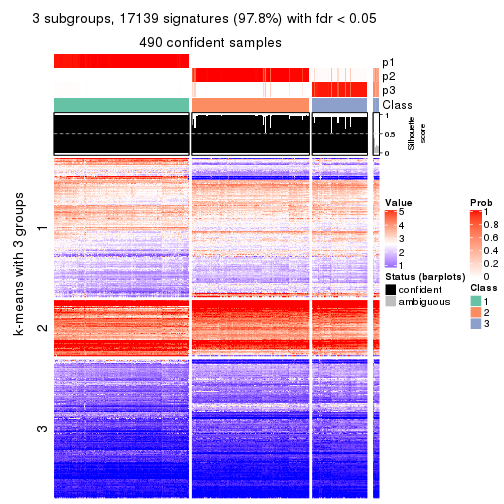 3 subgroups, 17139 signatures (97.8%) with fdr < 0.05
490 confident samples
p1
p2
p3
Class
1
0.5
0
Silhouette
score
k-means with 3 groups
1
2
3
Value
5
4
3
2
1
Status (barplots)
confident
ambiguous
Prob
1
0.8
0.6
0.4
0.2
0
Class
1
2
3